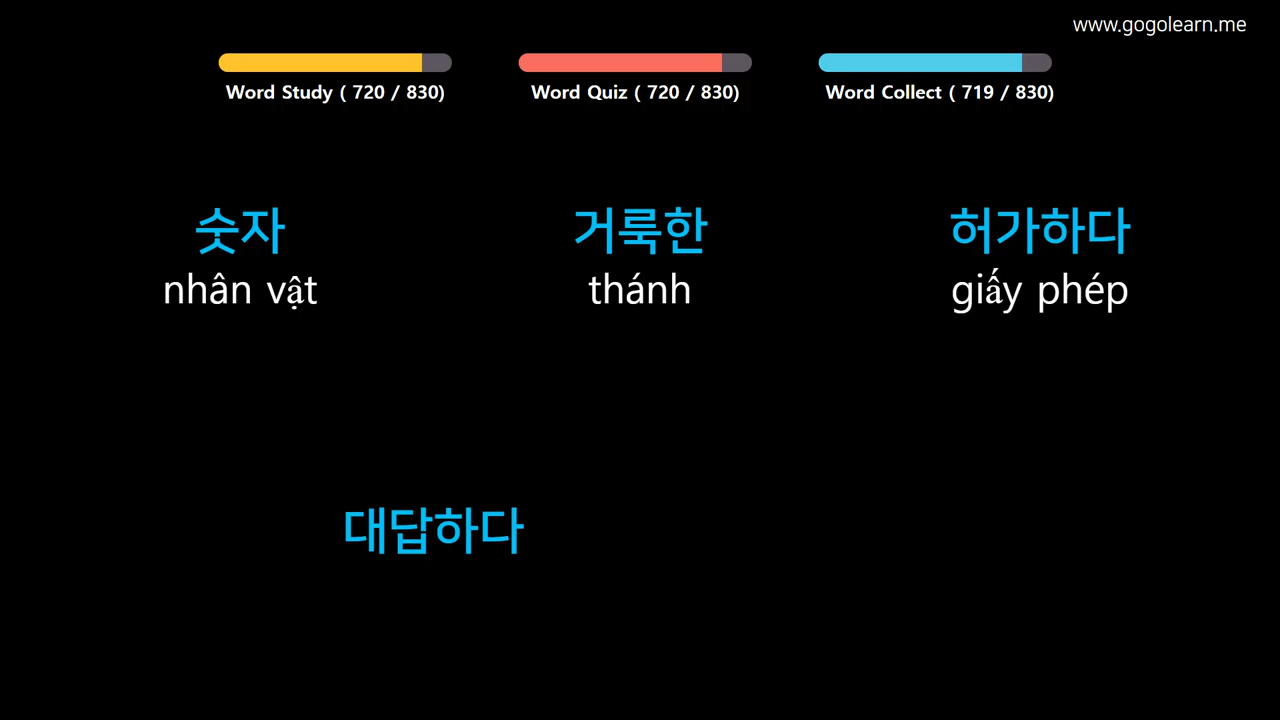 www.gogolearn.me
Word Study ( 720 / 830)
Word Quiz ( 720 / 830)
Word Collect ( 719 / 830)
숫자
거룩한
허가하다
nhân vật
thánh
giấy phép
대답하다